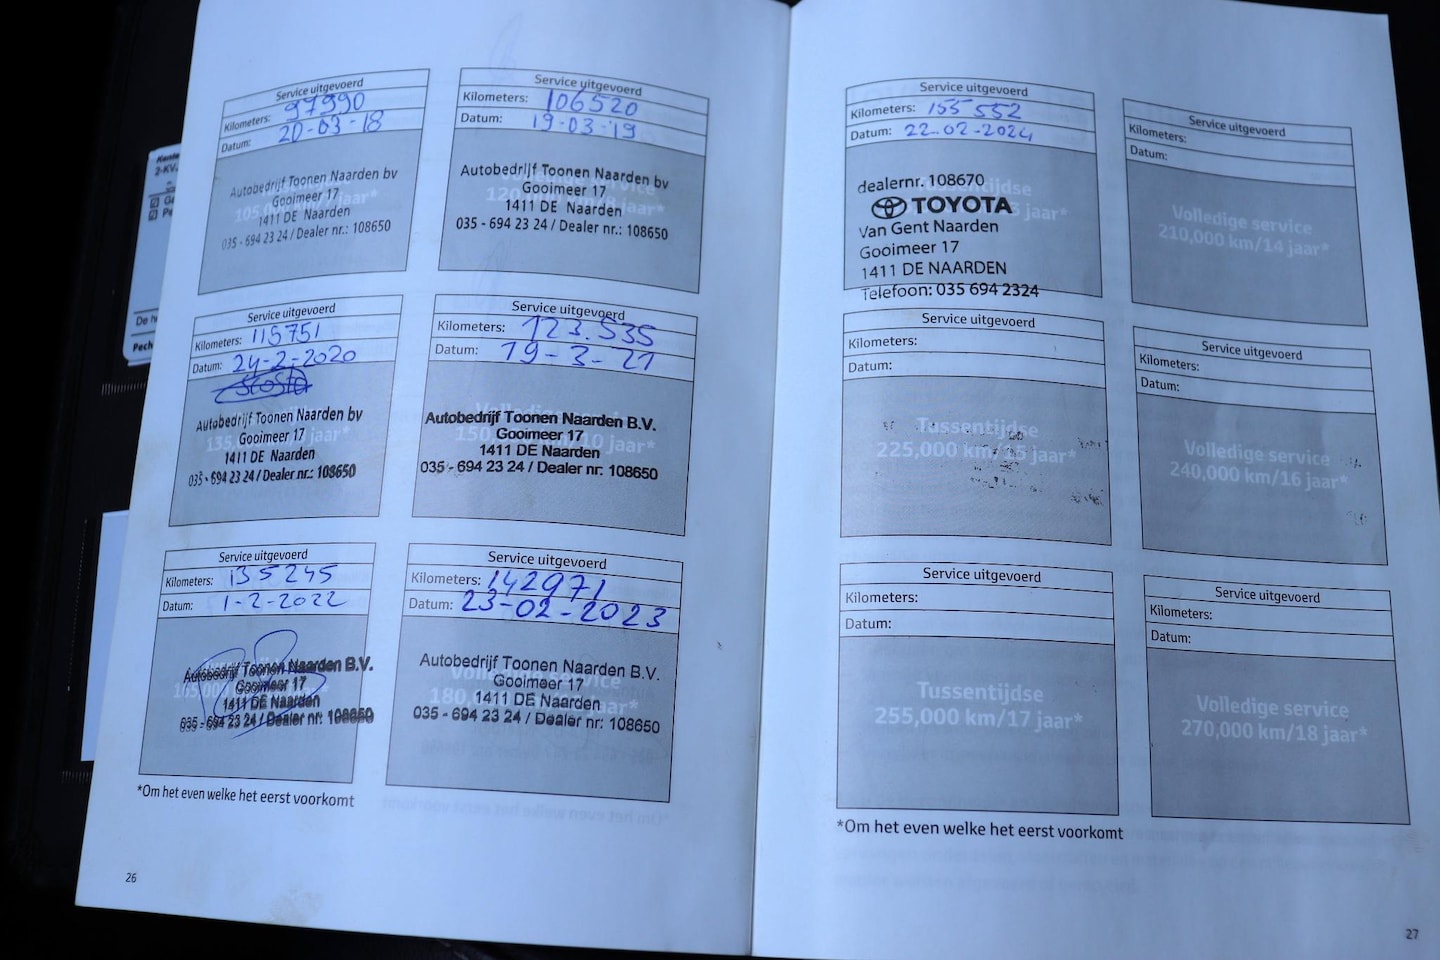 Service uitgevoerd
Kilometers: 97990
Datum: 20-03-18
Autobedrijf Toonen Naarden bv
Gooimeer 17
1411 DE Naarden
035 - 694 23 24 / Dealer nr.: 108650
Service uitgevoerd
Kilometers: 106520
Datum: 19-03-19
Autobedrijf Toonen Naarden bv
Gooimeer 17
1411 DE Naarden
035 - 694 23 24 / Dealer nr.: 108650
Service uitgevoerd
Kilometers: 115751
Datum: 24-2-2020
Autobedrijf Toonen Naarden bv
Gooimeer 17
1411 DE Naarden
035 - 694 23 24 / Dealer nr.: 108650
Service uitgevoerd
Kilometers: 123.535
Datum: 19-3-21
Autobedrijf Toonen Naarden B.V.
Gooimeer 17
1411 DE Naarden
035 - 694 23 24 / Dealer nr: 108650
Service uitgevoerd
Kilometers: 135245
Datum: 1-2-2022
Autobedrijf Toonen Naarden B.V.
Gooimeer 17
1411 DE Naarden
035 - 694 23 24 / Dealer nr: 108650
Service uitgevoerd
Kilometers: 142971
Datum: 23-02-2023
Autobedrijf Toonen Naarden B.V.
Gooimeer 17
1411 DE Naarden
035 - 694 23 24 / Dealer nr: 108650
*Om het even welke het eerst voorkomt
26
Service uitgevoerd
Kilometers: 155552
Datum: 22-02-2024
Tussentijdse
dealernr. 108670
TOYOTA
Van Gent Naarden
Gooimeer 17
1411 DE NAARDEN
Telefoon: 035 694 2324
Service uitgevoerd
Kilometers:
Datum:
Volledige service
210,000 km/14 jaar*
Service uitgevoerd
Kilometers:
Datum:
Tussentijdse
225,000 km/15 jaar*
Service uitgevoerd
Kilometers:
Datum:
Volledige service
240,000 km/16 jaar*
Service uitgevoerd
Kilometers:
Datum:
Tussentijdse
255,000 km/17 jaar*
Service uitgevoerd
Kilometers:
Datum:
Volledige service
270,000 km/18 jaar*
*Om het even welke het eerst voorkomt
27